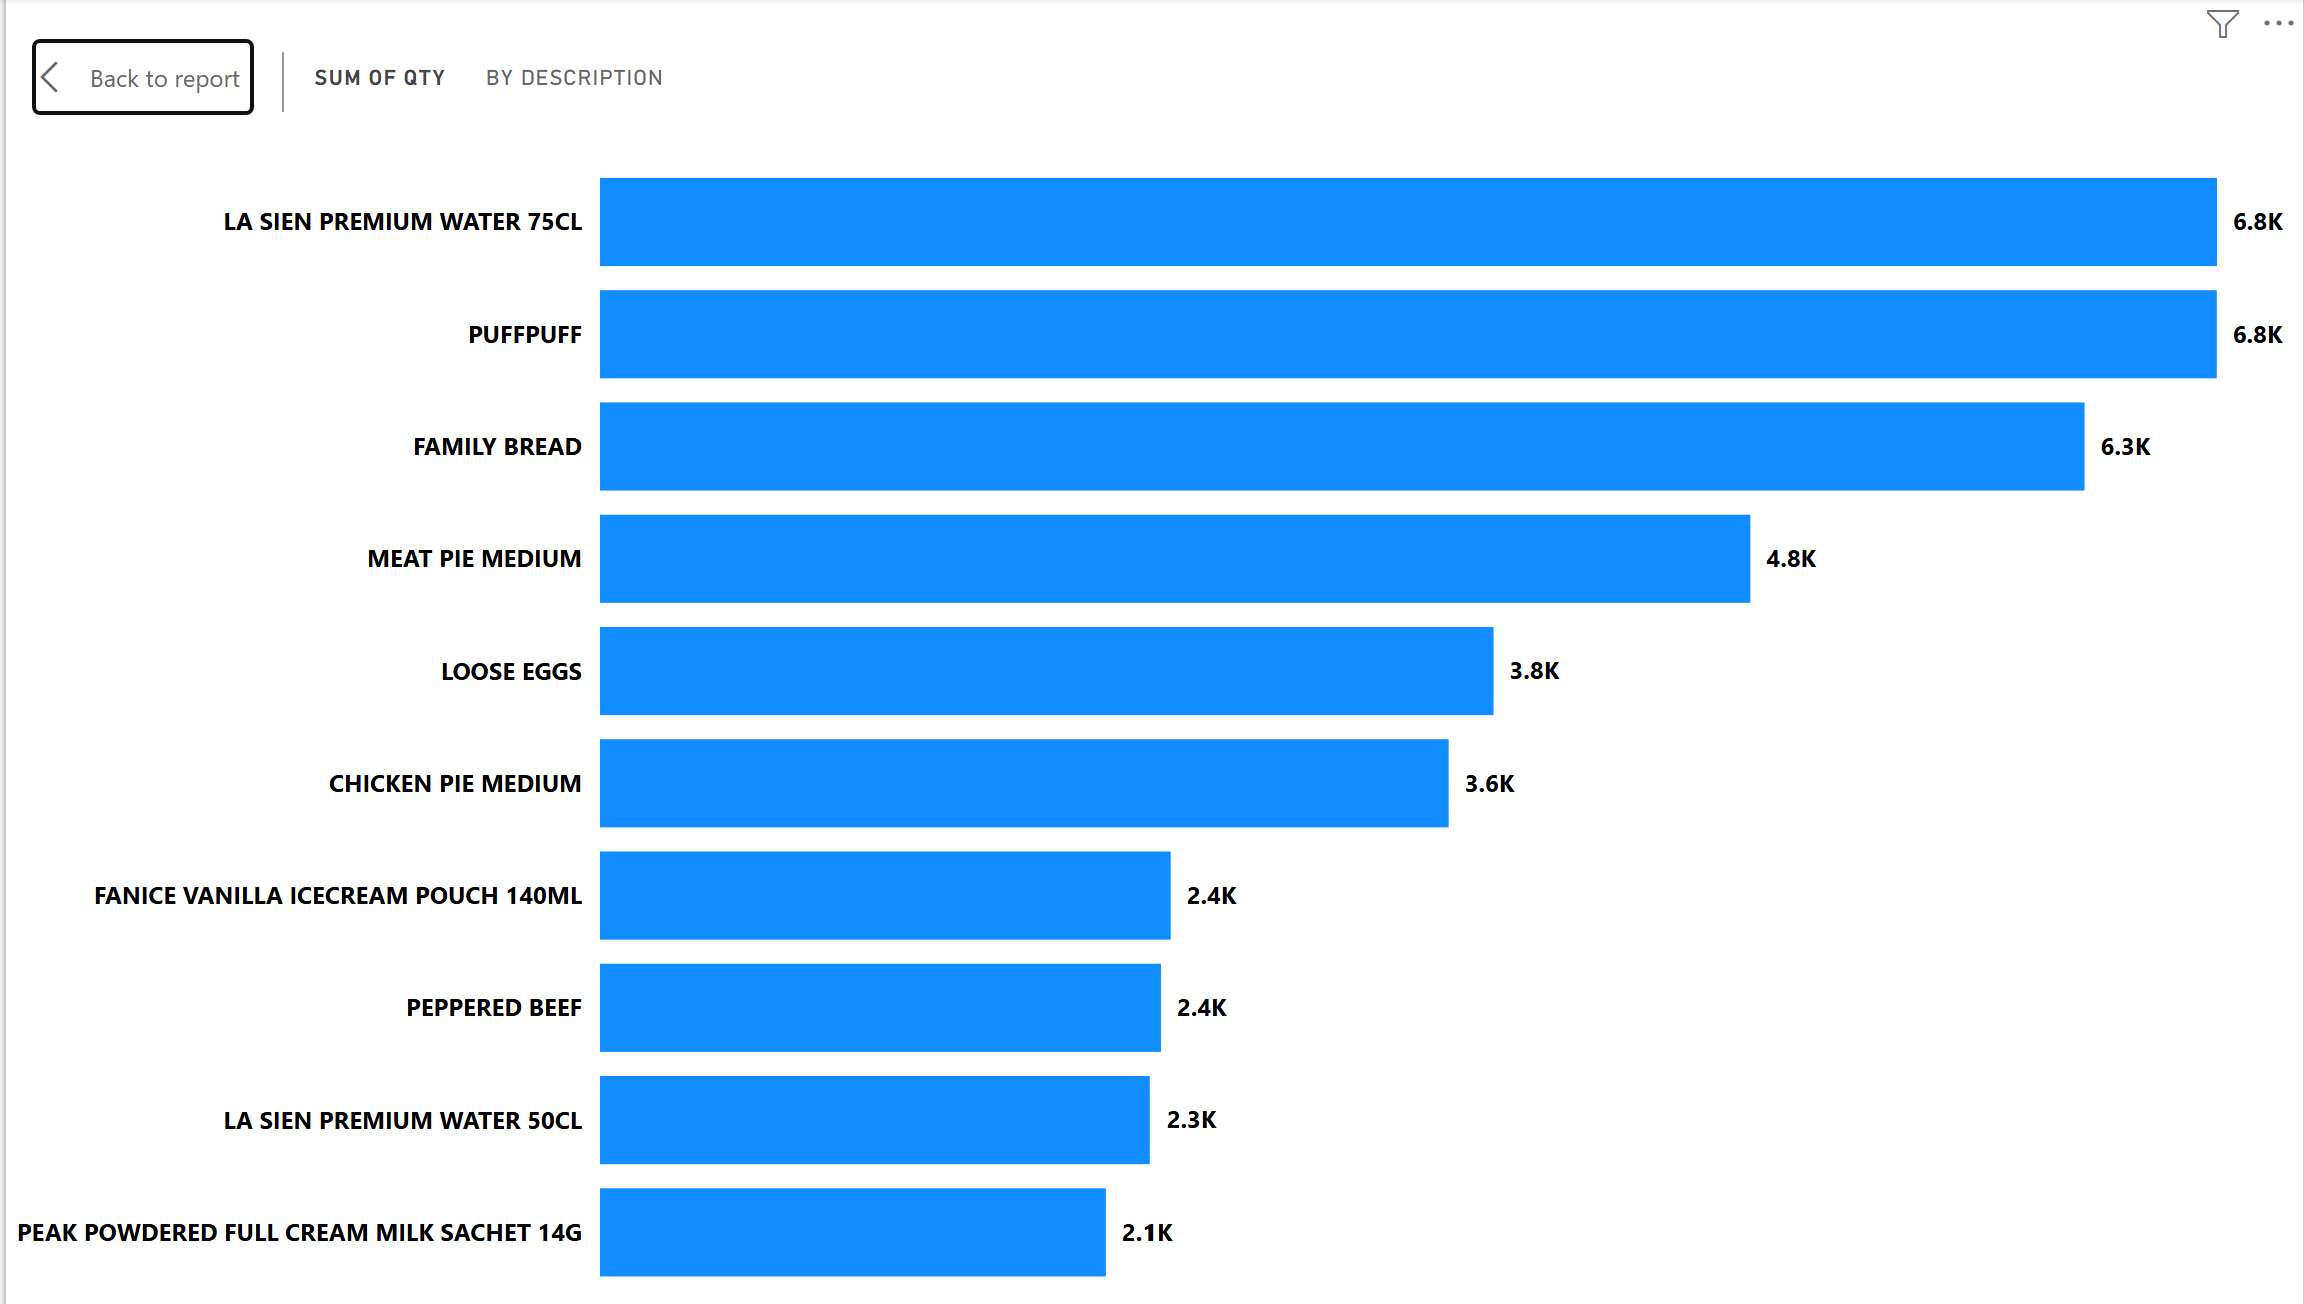 Back to report
SUM OF QTY BY DESCRIPTION
LA SIEN PREMIUM WATER 75CL 6.8K
PUFFPUFF 6.8K
FAMILY BREAD 6.3K
MEAT PIE MEDIUM 4.8K
LOOSE EGGS 3.8K
CHICKEN PIE MEDIUM 3.6K
FANICE VANILLA ICECREAM POUCH 140ML 2.4K
PEPPERED BEEF 2.4K
LA SIEN PREMIUM WATER 50CL 2.3K
PEAK POWDERED FULL CREAM MILK SACHET 14G 2.1K